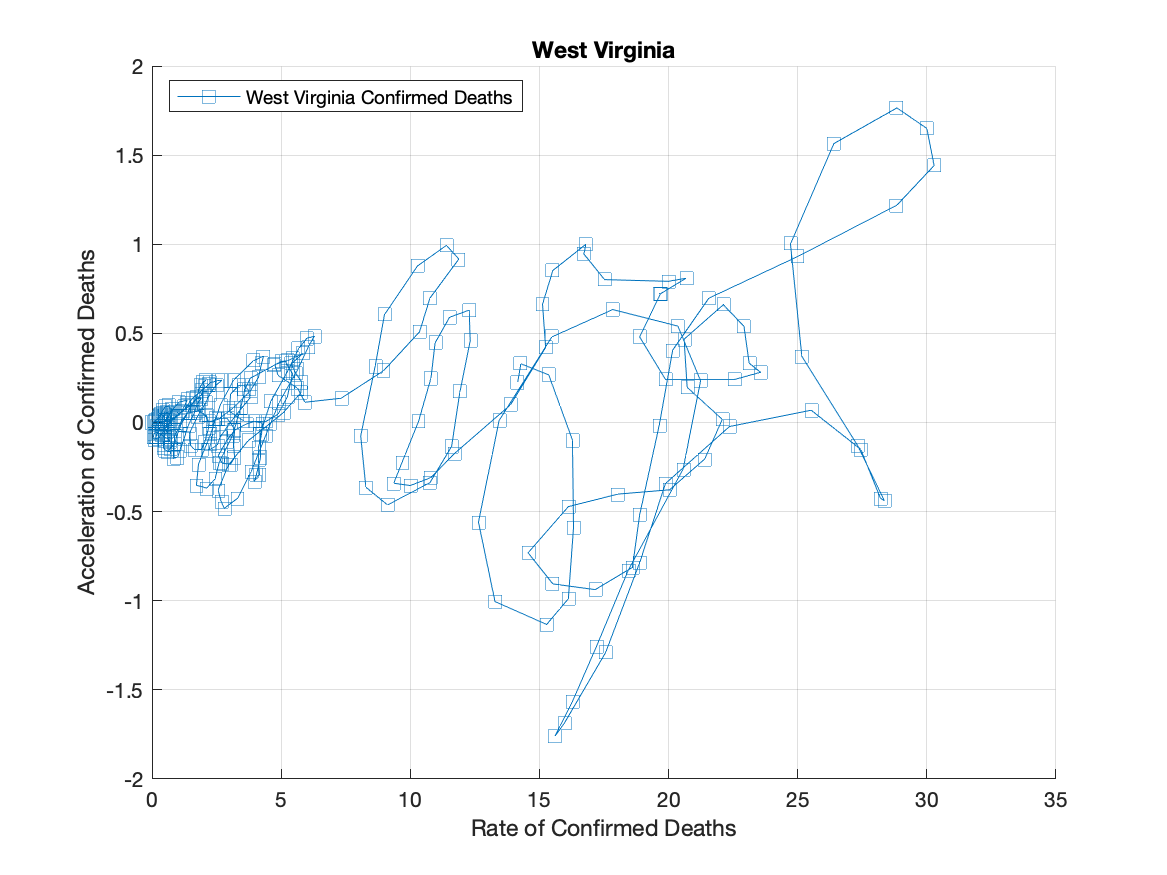 West Virginia
West Virginia Confirmed Deaths
Acceleration of Confirmed Deaths
2
1.5
1
0.5
0
-0.5
-1
-1.5
-2
0 5 10 15 20 25 30 35
Rate of Confirmed Deaths